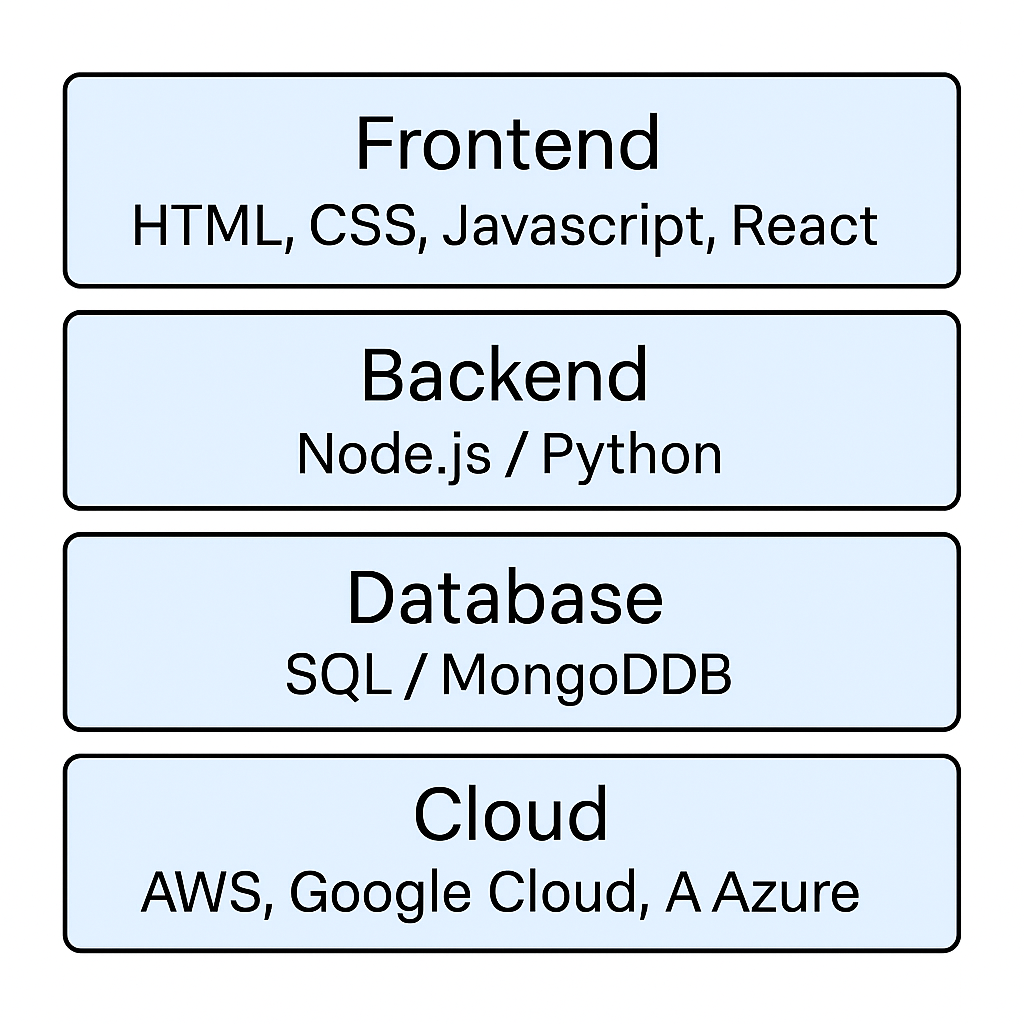 Frontend
HTML, CSS, Javascript, React
Backend
Node.js / Python
Database
SQL / MongoDDB
Cloud
AWS, Google Cloud, A Azure